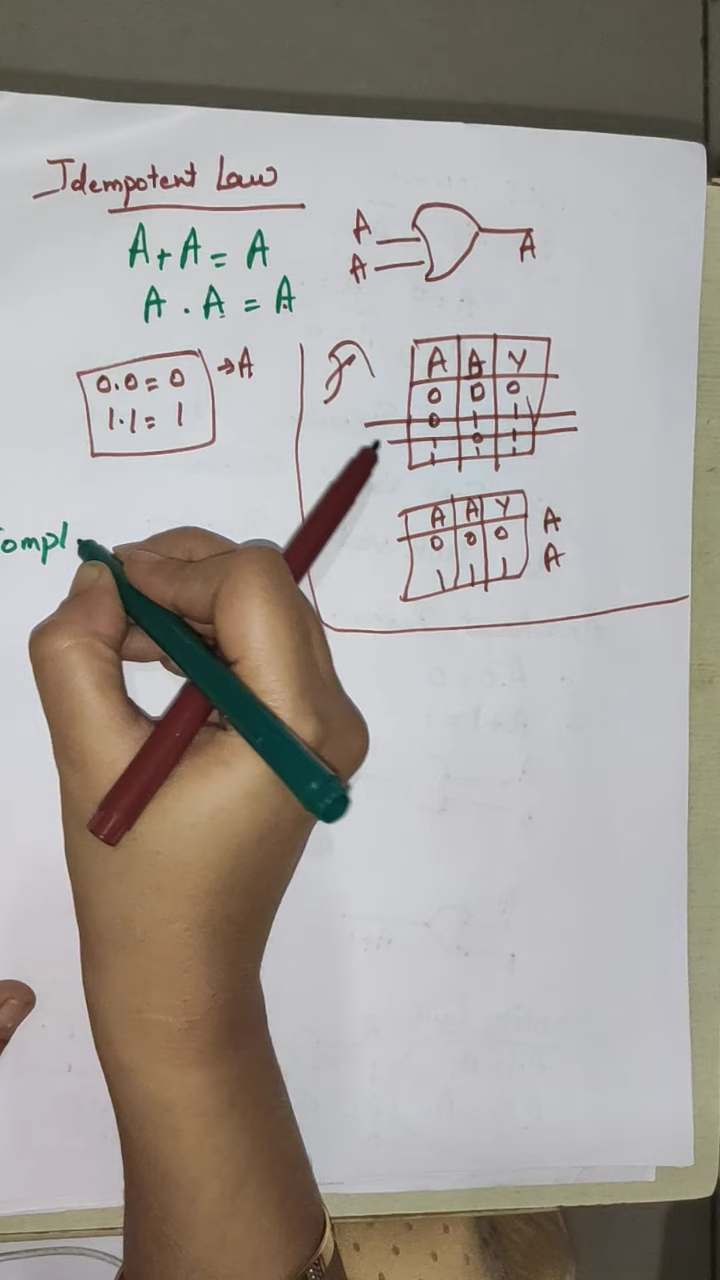 Idempotent Law
A + A = A
A . A = A
A
A
A
0.0 = 0
1.1 = 1
→A
A A Y
0 0 0
0 1 1
1 0 1
1 1 1
A A Y
0 0 0
1 1 1
A
A
Compl